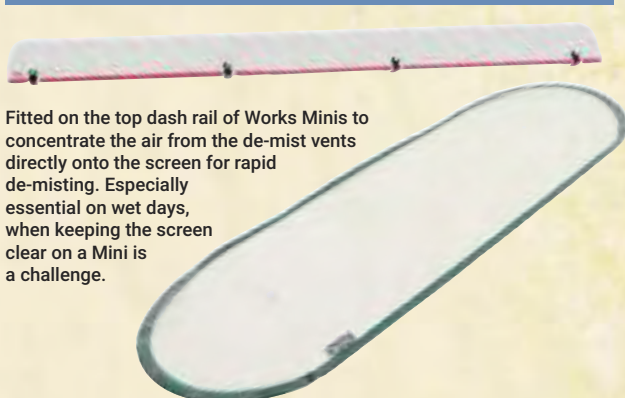 Fitted on the top dash rail of Works Minis to
concentrate the air from the de-mist vents
directly onto the screen for rapid
de-misting. Especially
essential on wet days,
when keeping the screen
clear on a Mini is
a challenge.